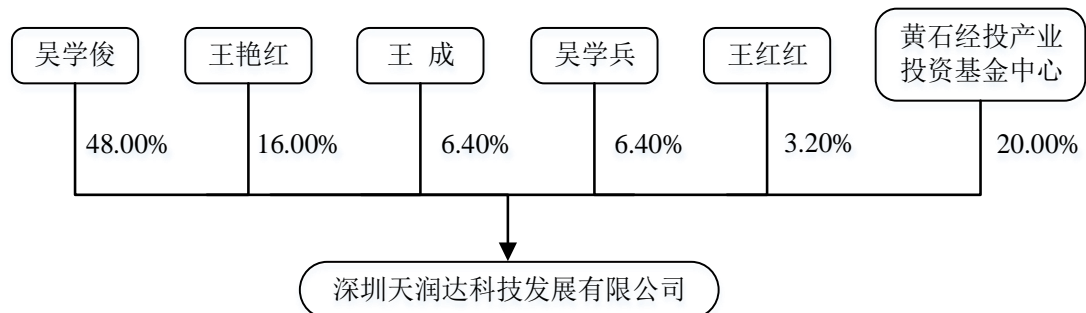 吴学俊
王艳红
王 成
吴学兵
王红红
黄石经投产业
投资基金中心
48.00%
16.00%
6.40%
6.40%
3.20%
20.00%
深圳天润达科技发展有限公司